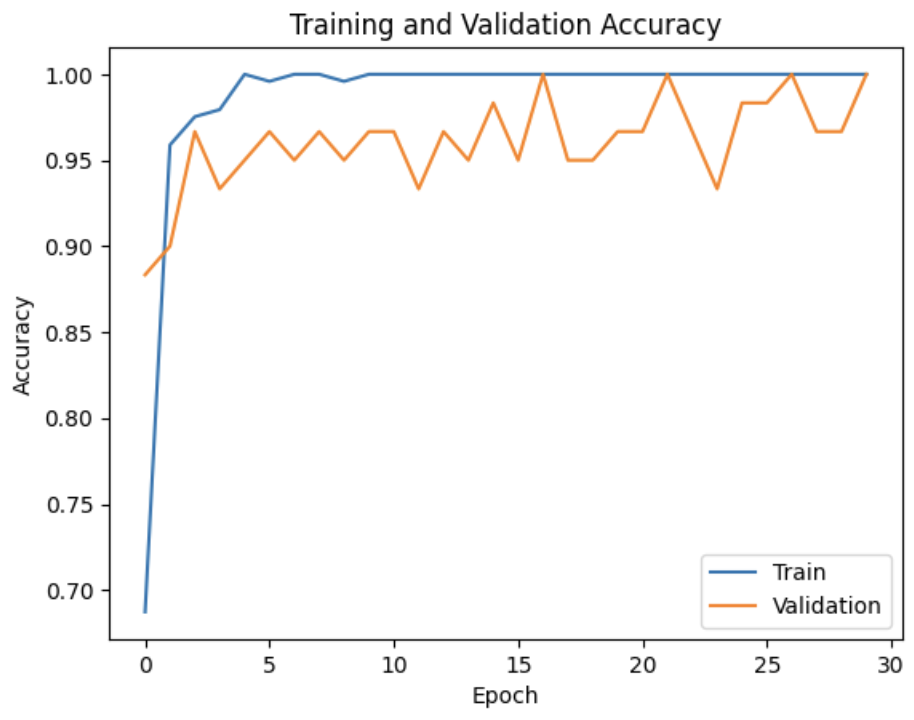 Training and Validation Accuracy
1.00
0.95
0.90
0.85
0.80
0.75
0.70
Accuracy
Train
Validation
0 5 10 15 20 25 30
Epoch